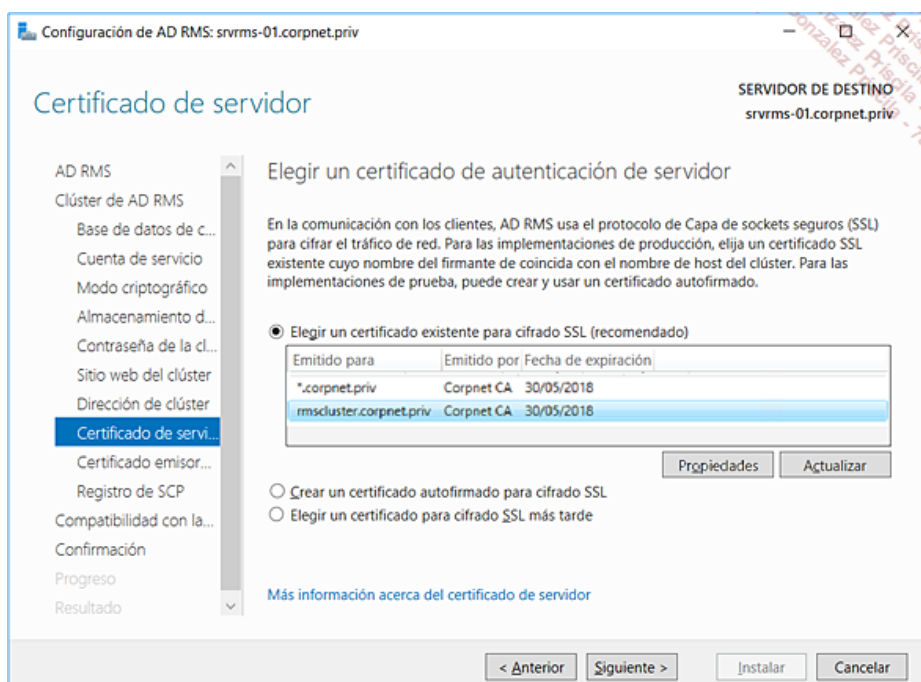 Configuración de AD RMS: srvrms-01.corpnet.priv
Certificado de servidor
SERVIDOR DE DESTINO
srvrms-01.corpnet.priv
AD RMS
Clúster de AD RMS
Base de datos de c...
Cuenta de servicio
Modo criptográfico
Almacenamiento d...
Contraseña de la cl...
Sitio web del clúster
Dirección de clúster
Certificado de servi...
Certificado emisor...
Registro de SCP
Compatibilidad con la...
Confirmación
Progreso
Resultado
Elegir un certificado de autenticación de servidor
En la comunicación con los clientes, AD RMS usa el protocolo de Capa de sockets seguros (SSL)
para cifrar el tráfico de red. Para las implementaciones de producción, elija un certificado SSL
existente cuyo nombre del firmante de coincida con el nombre de host del clúster. Para las
implementaciones de prueba, puede crear y usar un certificado autofirmado.
Elegir un certificado existente para cifrado SSL (recomendado)
Emitido para Emitido por Fecha de expiración
*.corpnet.priv Corpnet CA 30/05/2018
rmscluster.corpnet.priv Corpnet CA 30/05/2018
Propiedades Actualizar
Crear un certificado autofirmado para cifrado SSL
Elegir un certificado para cifrado SSL más tarde
Más información acerca del certificado de servidor
< Anterior Siguiente > Instalar Cancelar